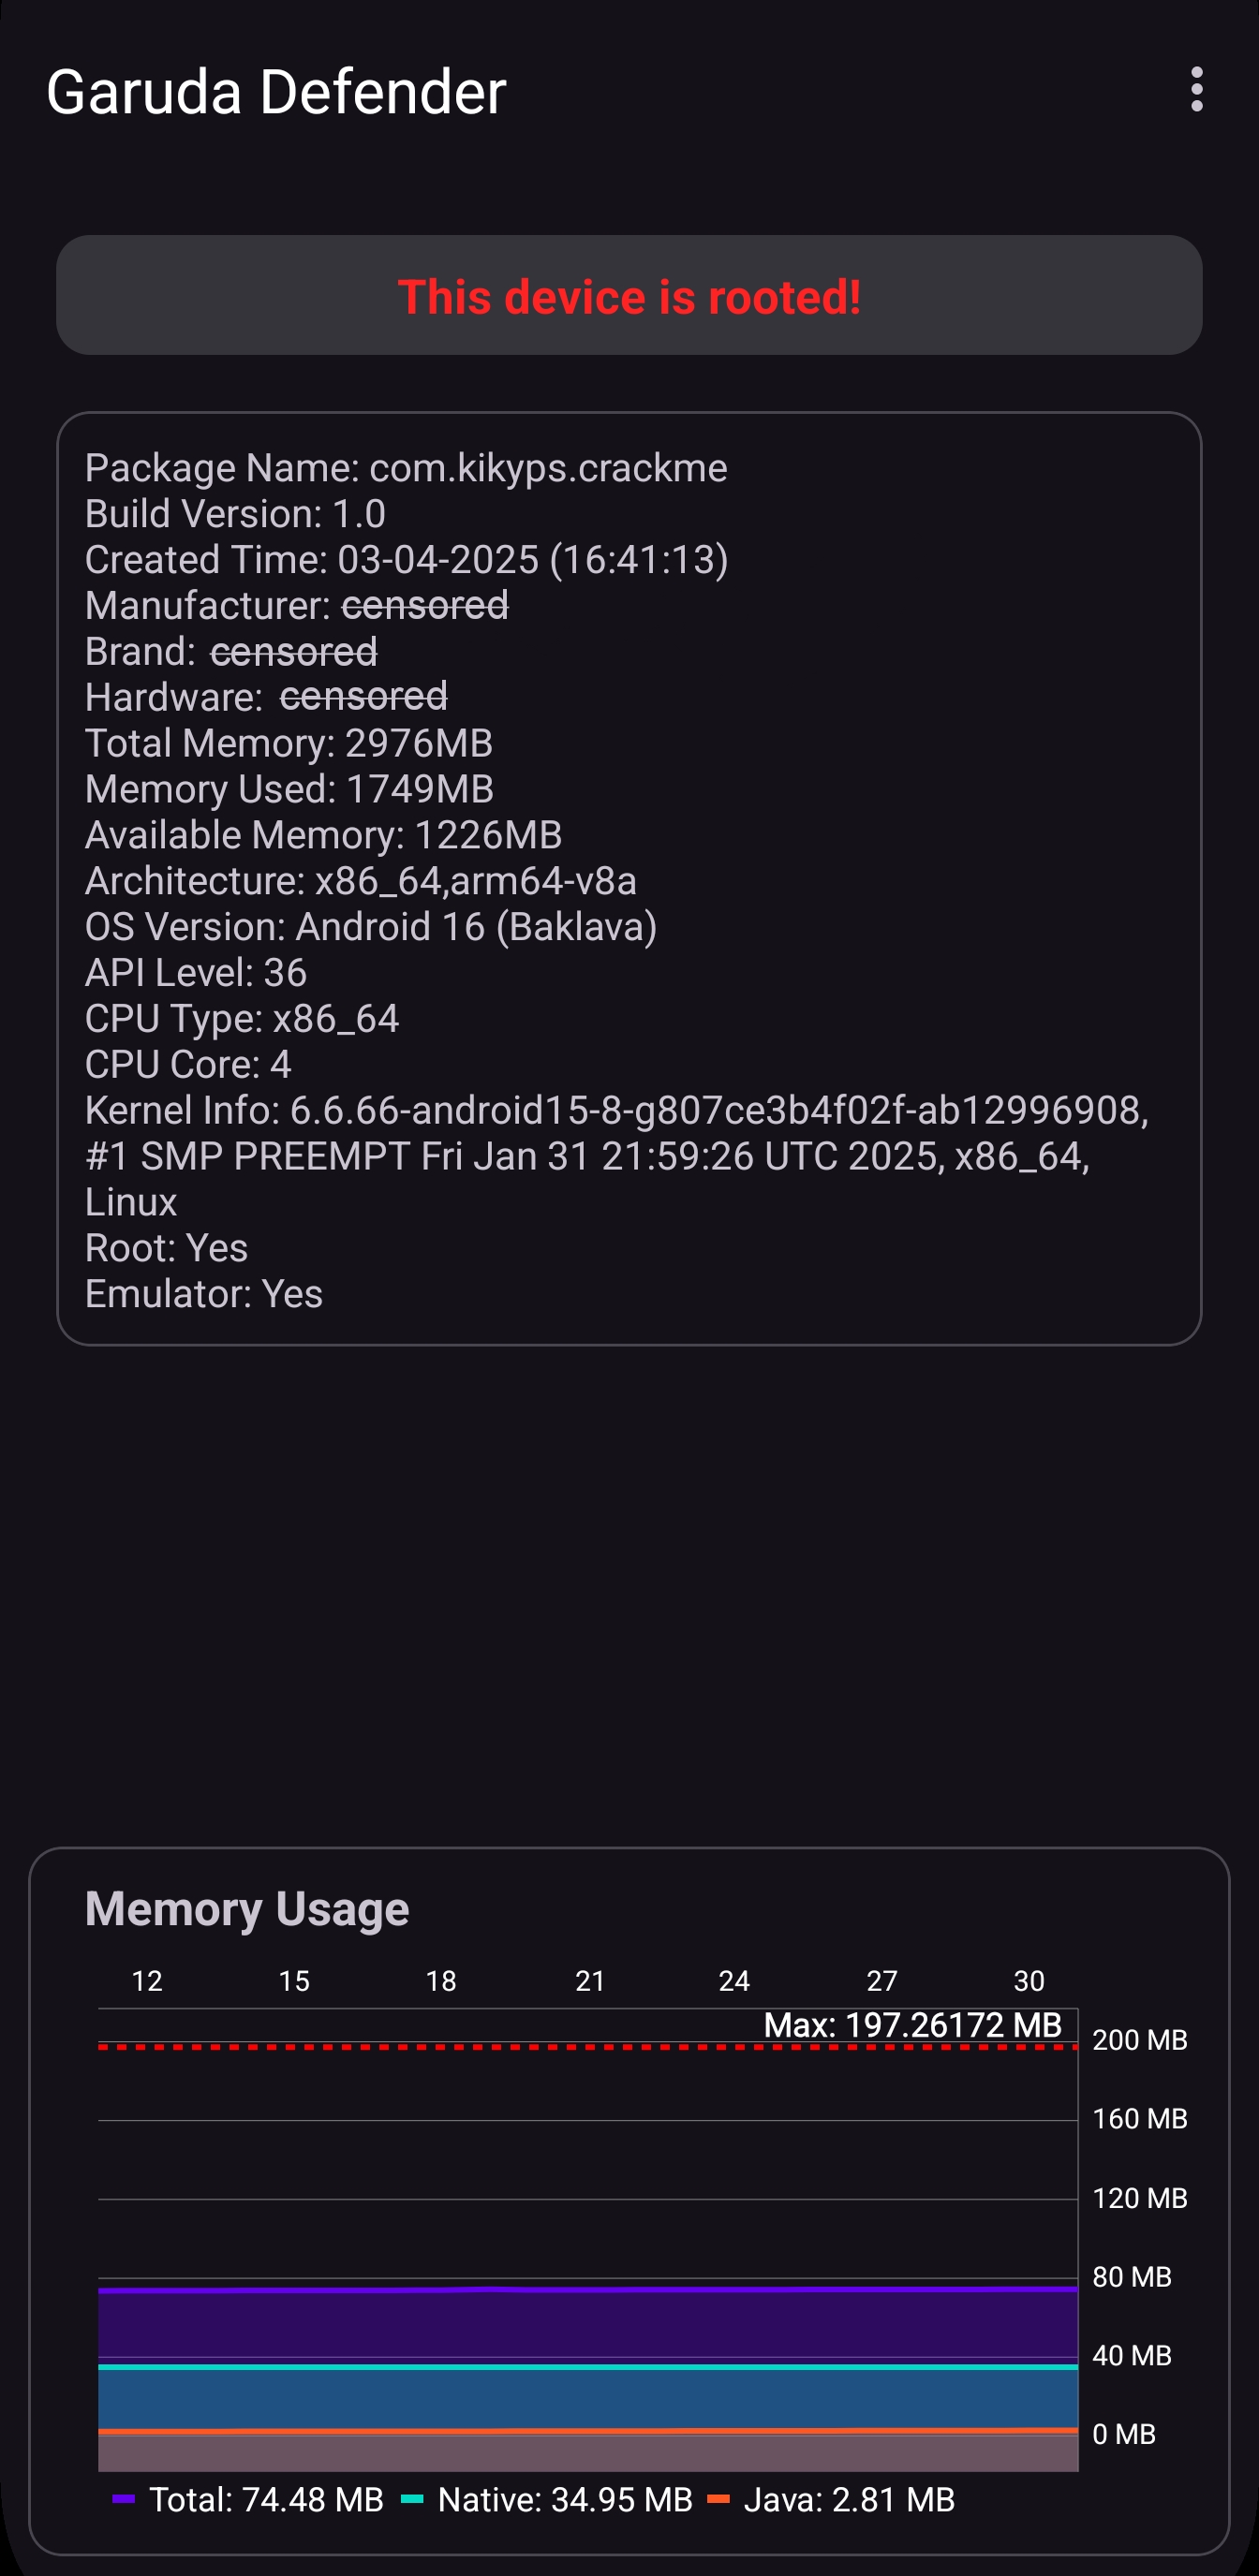 Garuda Defender
This device is rooted!
Package Name: com.kikyps.crackme
Build Version: 1.0
Created Time: 03-04-2025 (16:41:13)
Manufacturer: censored
Brand: censored
Hardware: censored
Total Memory: 2976MB
Memory Used: 1749MB
Available Memory: 1226MB
Architecture: x86_64,arm64-v8a
OS Version: Android 16 (Baklava)
API Level: 36
CPU Type: x86_64
CPU Core: 4
Kernel Info: 6.6.66-android15-8-g807ce3b4f02f-ab12996908,
#1 SMP PREEMPT Fri Jan 31 21:59:26 UTC 2025, x86_64,
Linux
Root: Yes
Emulator: Yes
Memory Usage
12 15 18 21 24 27 30
Max: 197.26172 MB
200 MB
160 MB
120 MB
80 MB
40 MB
0 MB
Total: 74.48 MB Native: 34.95 MB Java: 2.81 MB